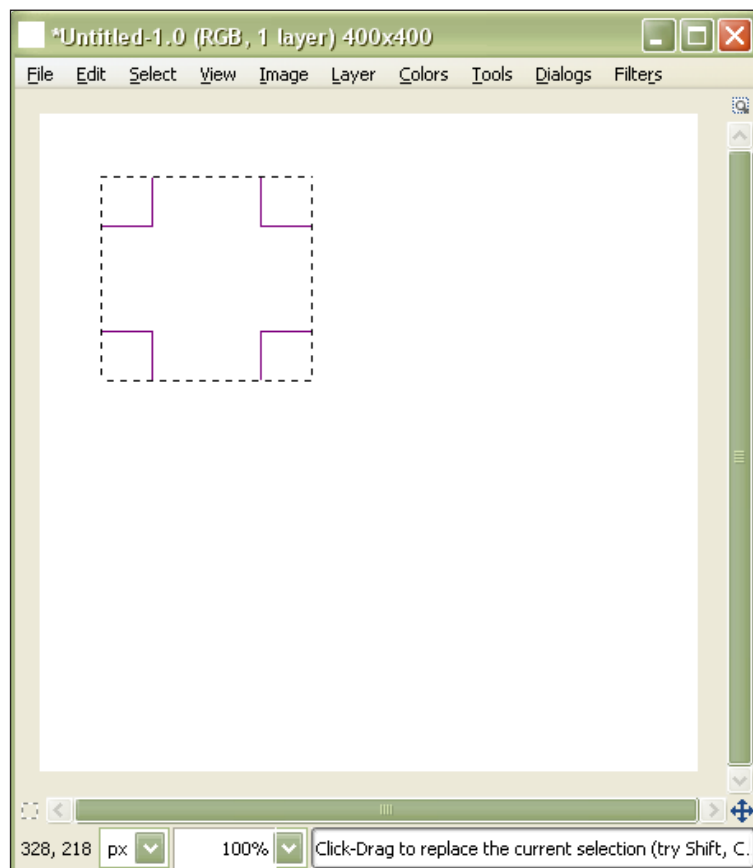 *Untitled-1.0 (RGB, 1 layer) 400x400
File Edit Select View Image Layer Colors Tools Dialogs Filters
328, 218 px 100% Click-Drag to replace the current selection (try Shift, C